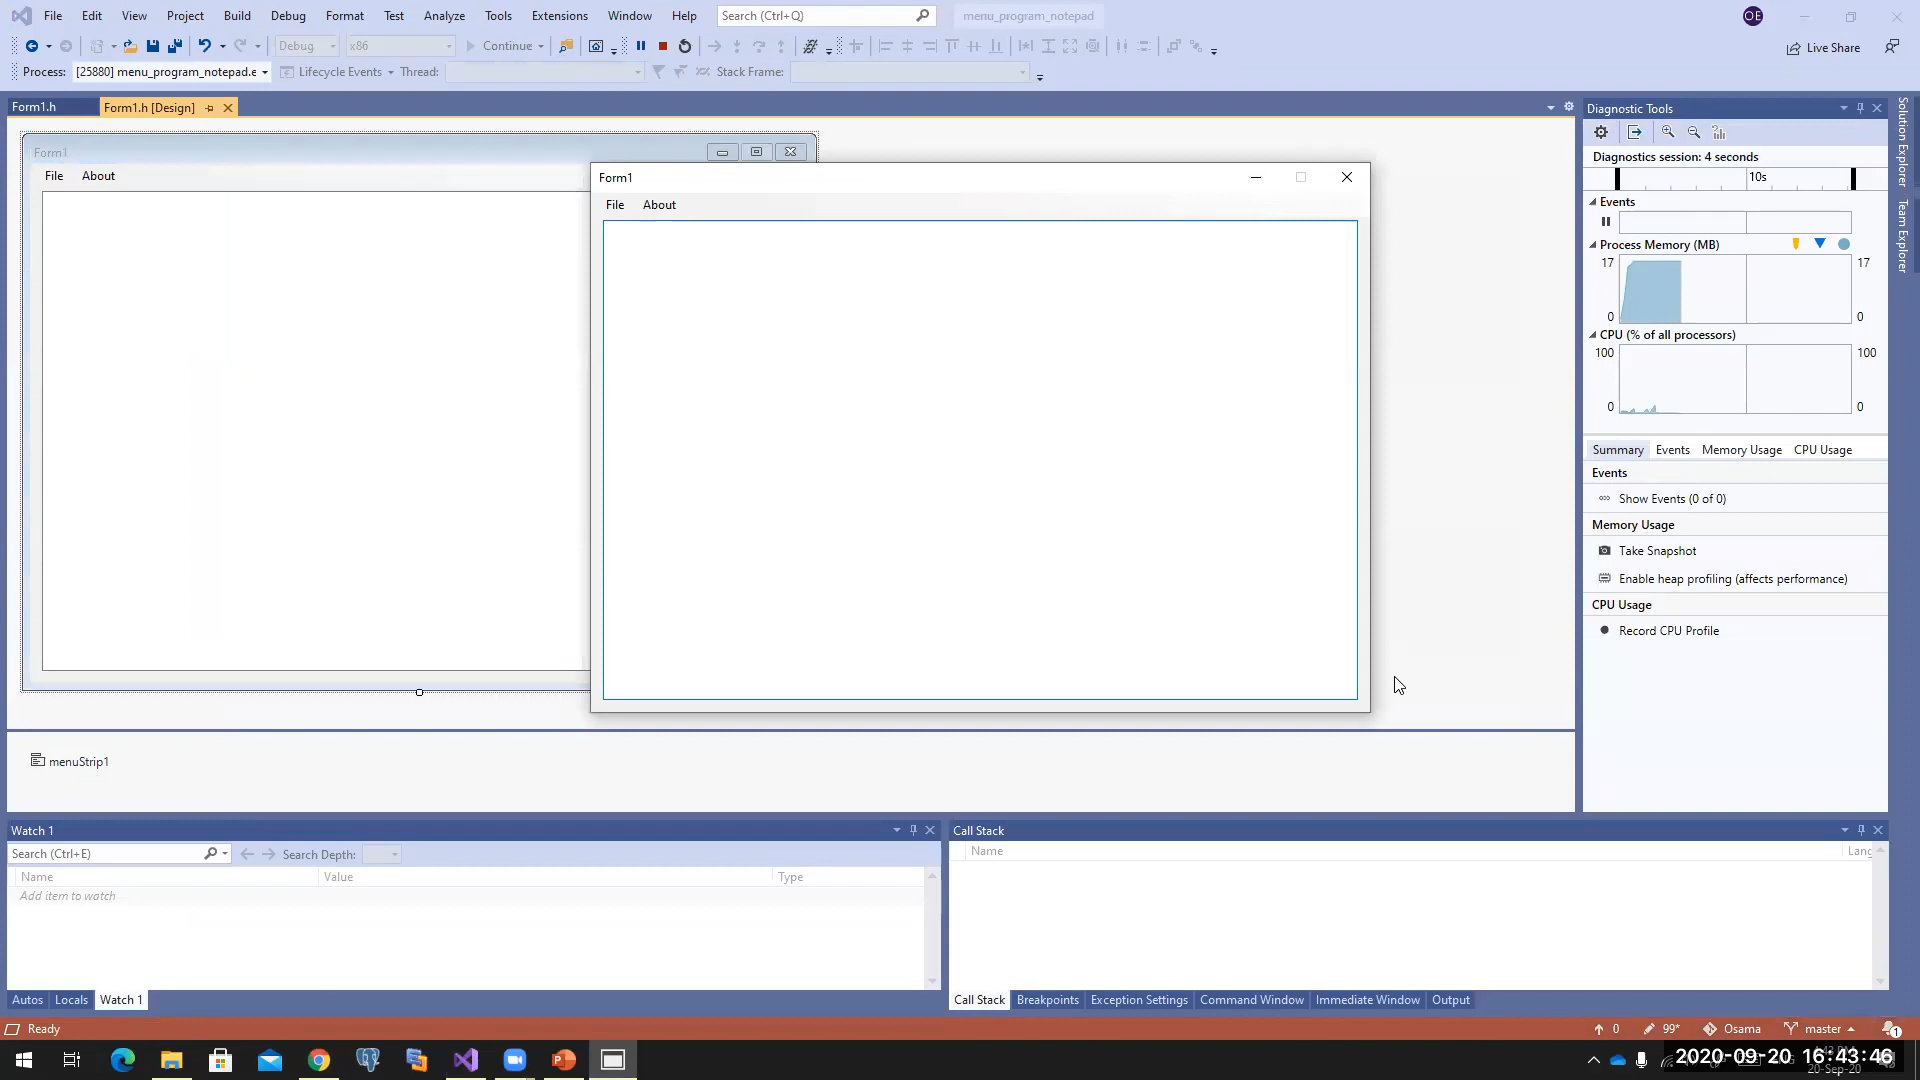 File Edit View Project Build Debug Format Test Analyze Tools Extensions Window Help Search (Ctrl+Q) menu_program_notepad OE
Debug x86 Continue Live Share
Process: [25880] menu_program_notepad.e Lifecycle Events Thread: Stack Frame:
Form1.h Form1.h [Design]
Form1
File About
Form1
File About
menuStrip1
Diagnostic Tools
Diagnostics session: 4 seconds
10s
Events
Process Memory (MB)
17 17
0 0
CPU (% of all processors)
100 100
0 0
Summary Events Memory Usage CPU Usage
Events
Show Events (0 of 0)
Memory Usage
Take Snapshot
Enable heap profiling (affects performance)
CPU Usage
Record CPU Profile
Solution Explorer
Team Explorer
Watch 1
Search (Ctrl+E) Search Depth:
Name Value Type
Add item to watch
Autos Locals Watch 1
Call Stack
Name Lang
Call Stack Breakpoints Exception Settings Command Window Immediate Window Output
Ready 0 99* Osama master 1
2020-09-20 16:43:46
20-Sep-20